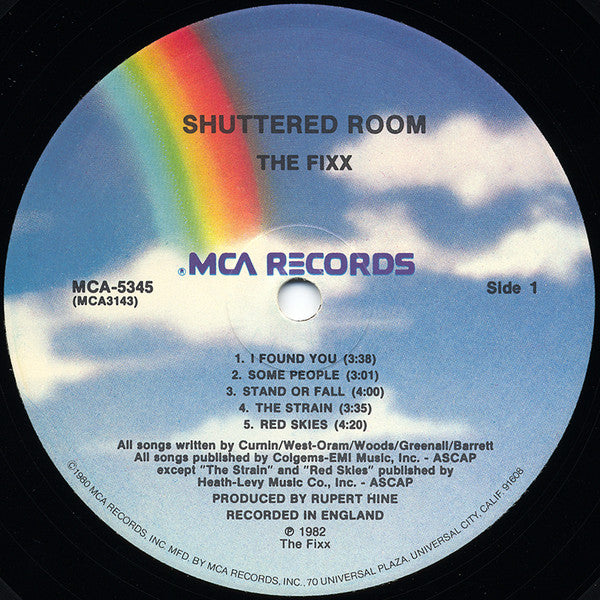 SHUTTERED ROOM
THE FIXX
®MCA RECORDS
MCA-5345
(MCA3143)
Side 1
1. I FOUND YOU (3:38)
2. SOME PEOPLE (3:01)
3. STAND OR FALL (4:00)
4. THE STRAIN (3:35)
5. RED SKIES (4:20)
All songs written by Curnin/West-Oram/Woods/Greenall/Barrett
All songs published by Colgems-EMI Music, Inc. - ASCAP
except "The Strain" and "Red Skies" published by
Heath-Levy Music Co., Inc. - ASCAP
PRODUCED BY RUPERT HINE
RECORDED IN ENGLAND
℗ 1982
The Fixx
©1980 MCA RECORDS, INC MFD. BY MCA RECORDS, INC., 70 UNIVERSAL PLAZA, UNIVERSAL CITY, CALIF. 91608